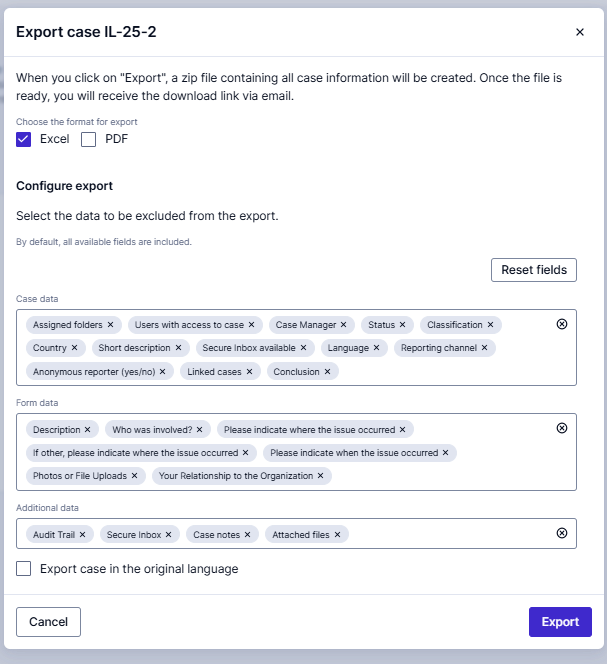 Export case IL-25-2
When you click on "Export", a zip file containing all case information will be created. Once the file is
ready, you will receive the download link via email.
Choose the format for export
Excel PDF
Configure export
Select the data to be excluded from the export.
By default, all available fields are included.
Reset fields
Case data
Assigned folders Users with access to case Case Manager Status Classification
Country Short description Secure Inbox available Language Reporting channel
Anonymous reporter (yes/no) Linked cases Conclusion
Form data
Description Who was involved? Please indicate where the issue occurred
If other, please indicate where the issue occurred Please indicate when the issue occurred
Photos or File Uploads Your Relationship to the Organization
Additional data
Audit Trail Secure Inbox Case notes Attached files
Export case in the original language
Cancel Export